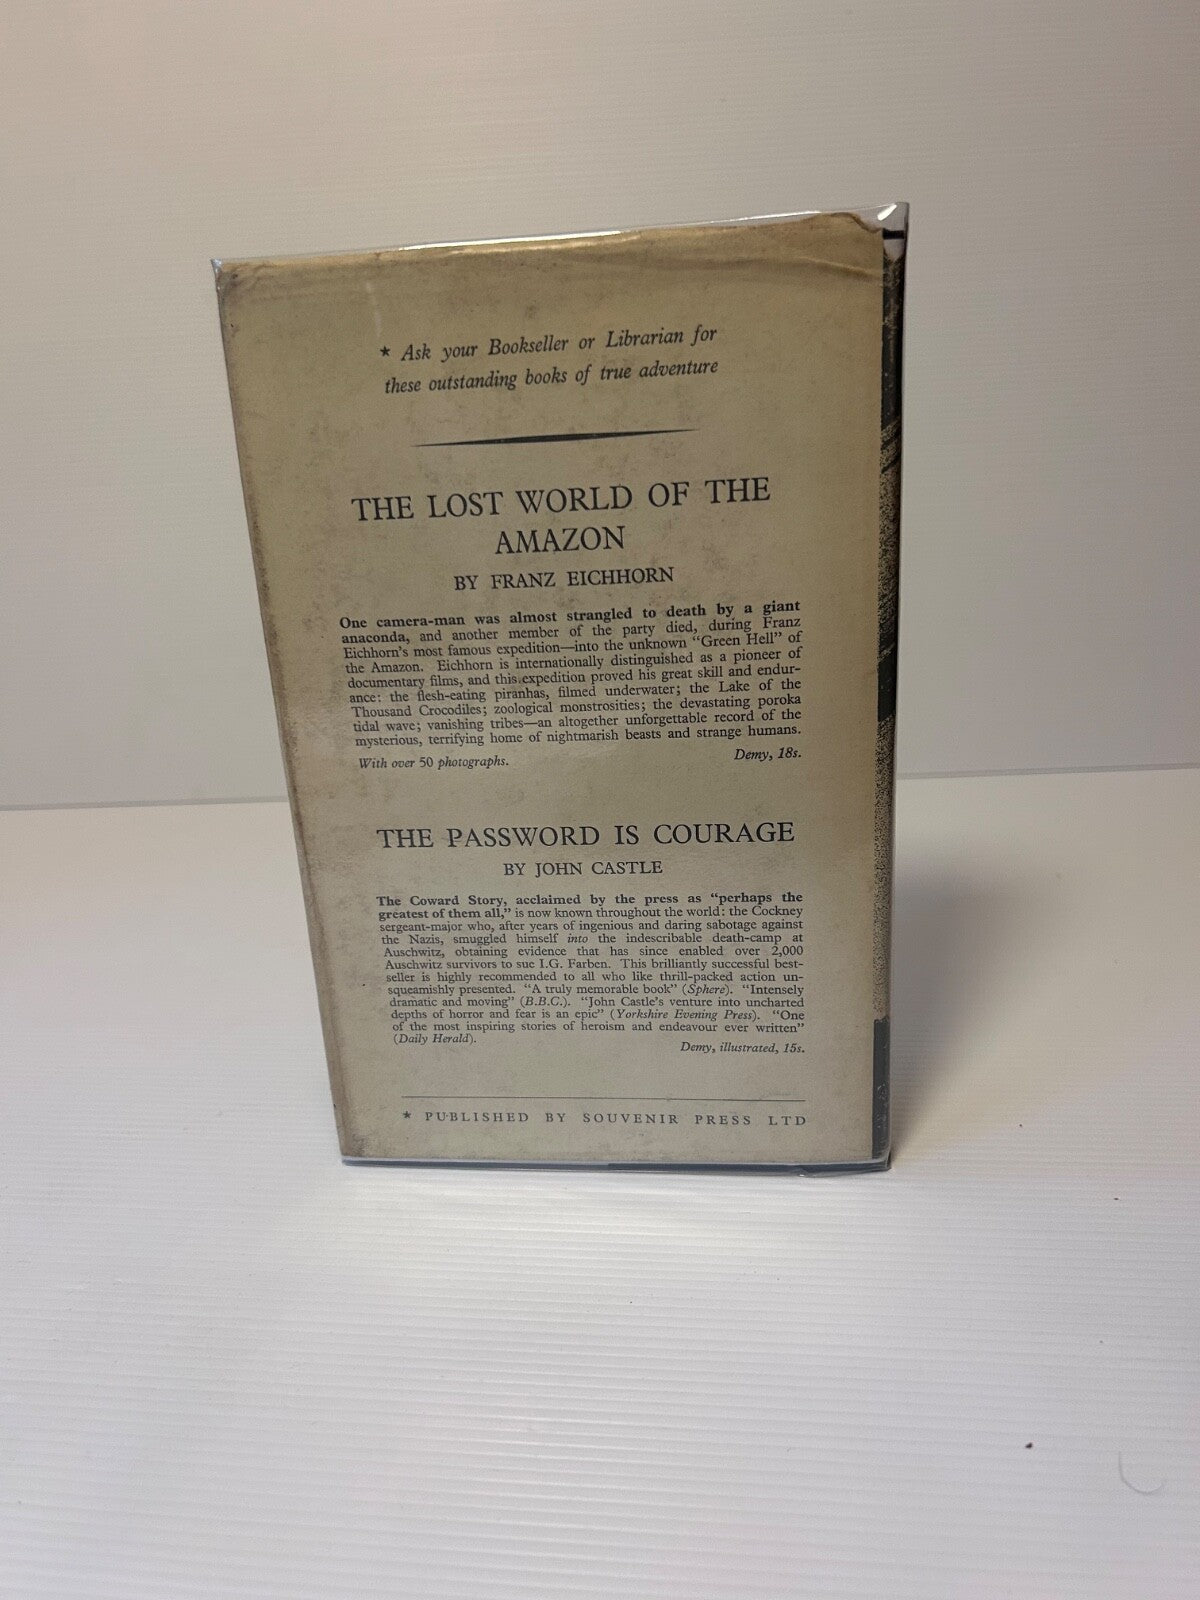 ★ Ask your Bookseller or Librarian for
these outstanding books of true adventure
THE LOST WORLD OF THE
AMAZON
BY FRANZ EICHHORN
One camera-man was almost strangled to death by a giant
anaconda, and another member of the party died, during Franz
Eichhorn's most famous expedition—into the unknown "Green Hell" of
the Amazon. Eichhorn is internationally distinguished as a pioneer of
documentary films, and this expedition proved his great skill and endur-
ance: the flesh-eating piranhas, filmed underwater; the Lake of the
Thousand Crocodiles; zoological monstrosities; the devastating poroka
tidal wave; vanishing tribes—an altogether unforgettable record of the
mysterious, terrifying home of nightmarish beasts and strange humans.
With over 50 photographs. Demy, 18s.
THE PASSWORD IS COURAGE
BY JOHN CASTLE
The Coward Story, acclaimed by the press as "perhaps the
greatest of them all," is now known throughout the world: the Cockney
sergeant-major who, after years of ingenious and daring sabotage against
the Nazis, smuggled himself into the indescribable death-camp at
Auschwitz, obtaining evidence that has since enabled over 2,000
Auschwitz survivors to sue I.G. Farben. This brilliantly successful best-
seller is highly recommended to all who like thrill-packed action un-
squeamishly presented. "A truly memorable book" (Sphere). "Intensely
dramatic and moving" (B.B.C.). "John Castle's venture into uncharted
depths of horror and fear is an epic" (Yorkshire Evening Press). "One
of the most inspiring stories of heroism and endeavour ever written"
(Daily Herald).
Demy, illustrated, 15s.
★ PUBLISHED BY SOUVENIR PRESS LTD